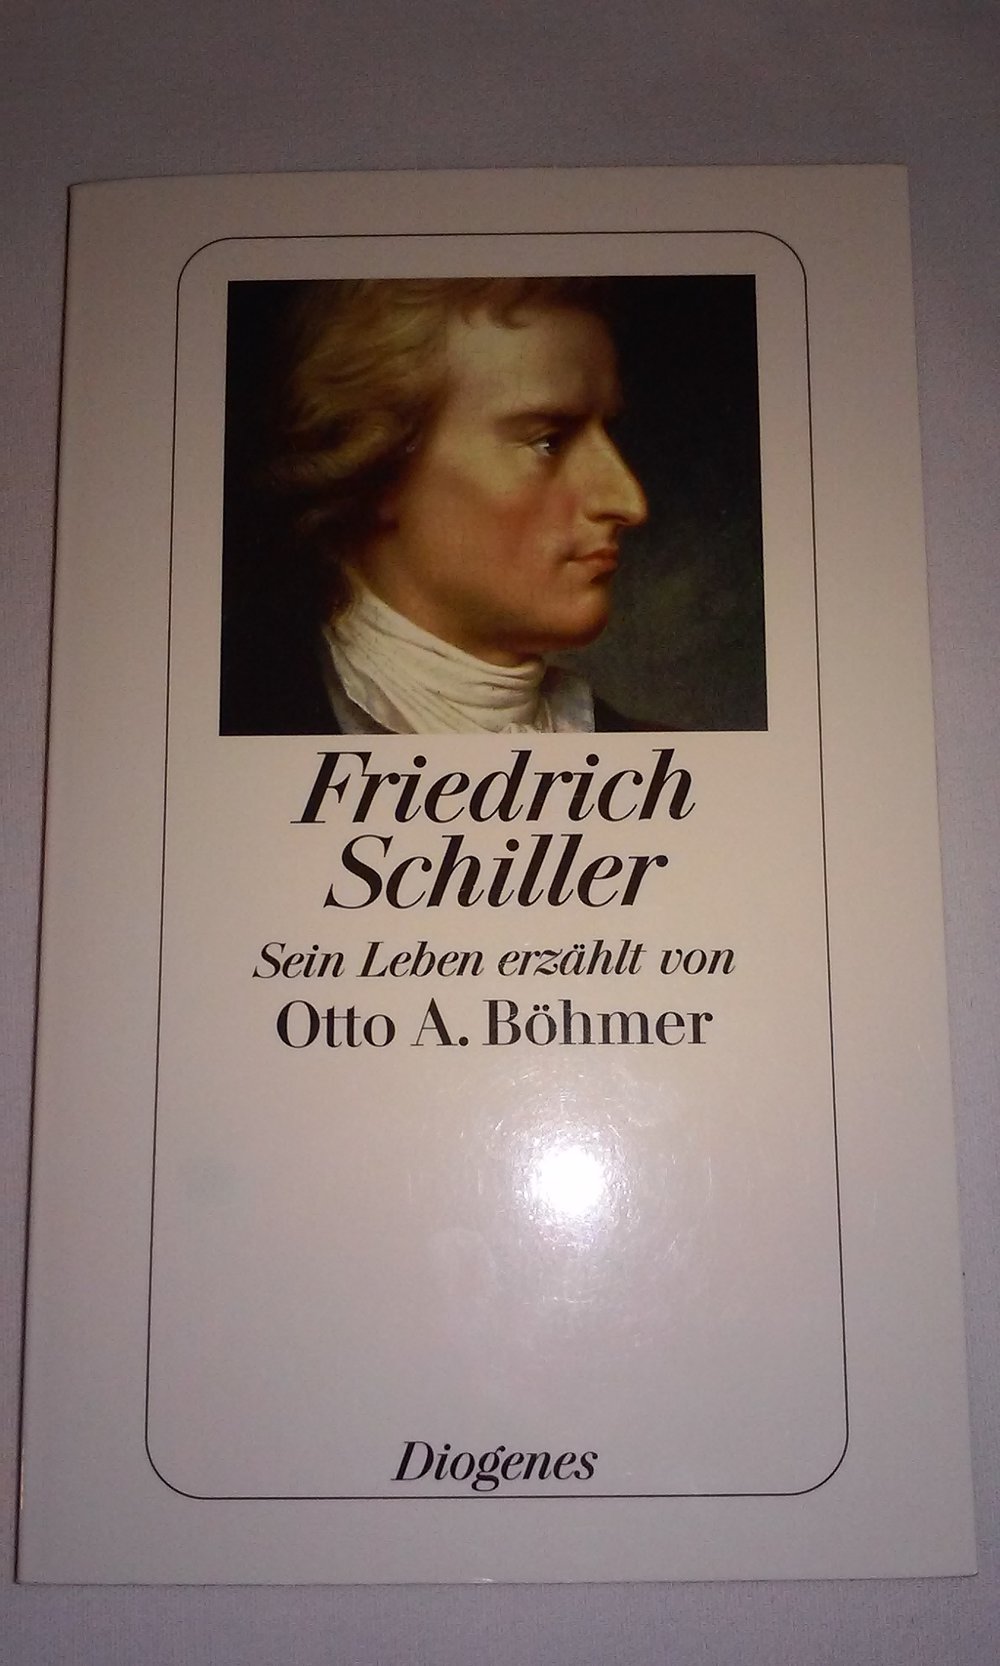 Friedrich
Schiller
Sein Leben erzählt von
Otto A. Böhmer
Diogenes